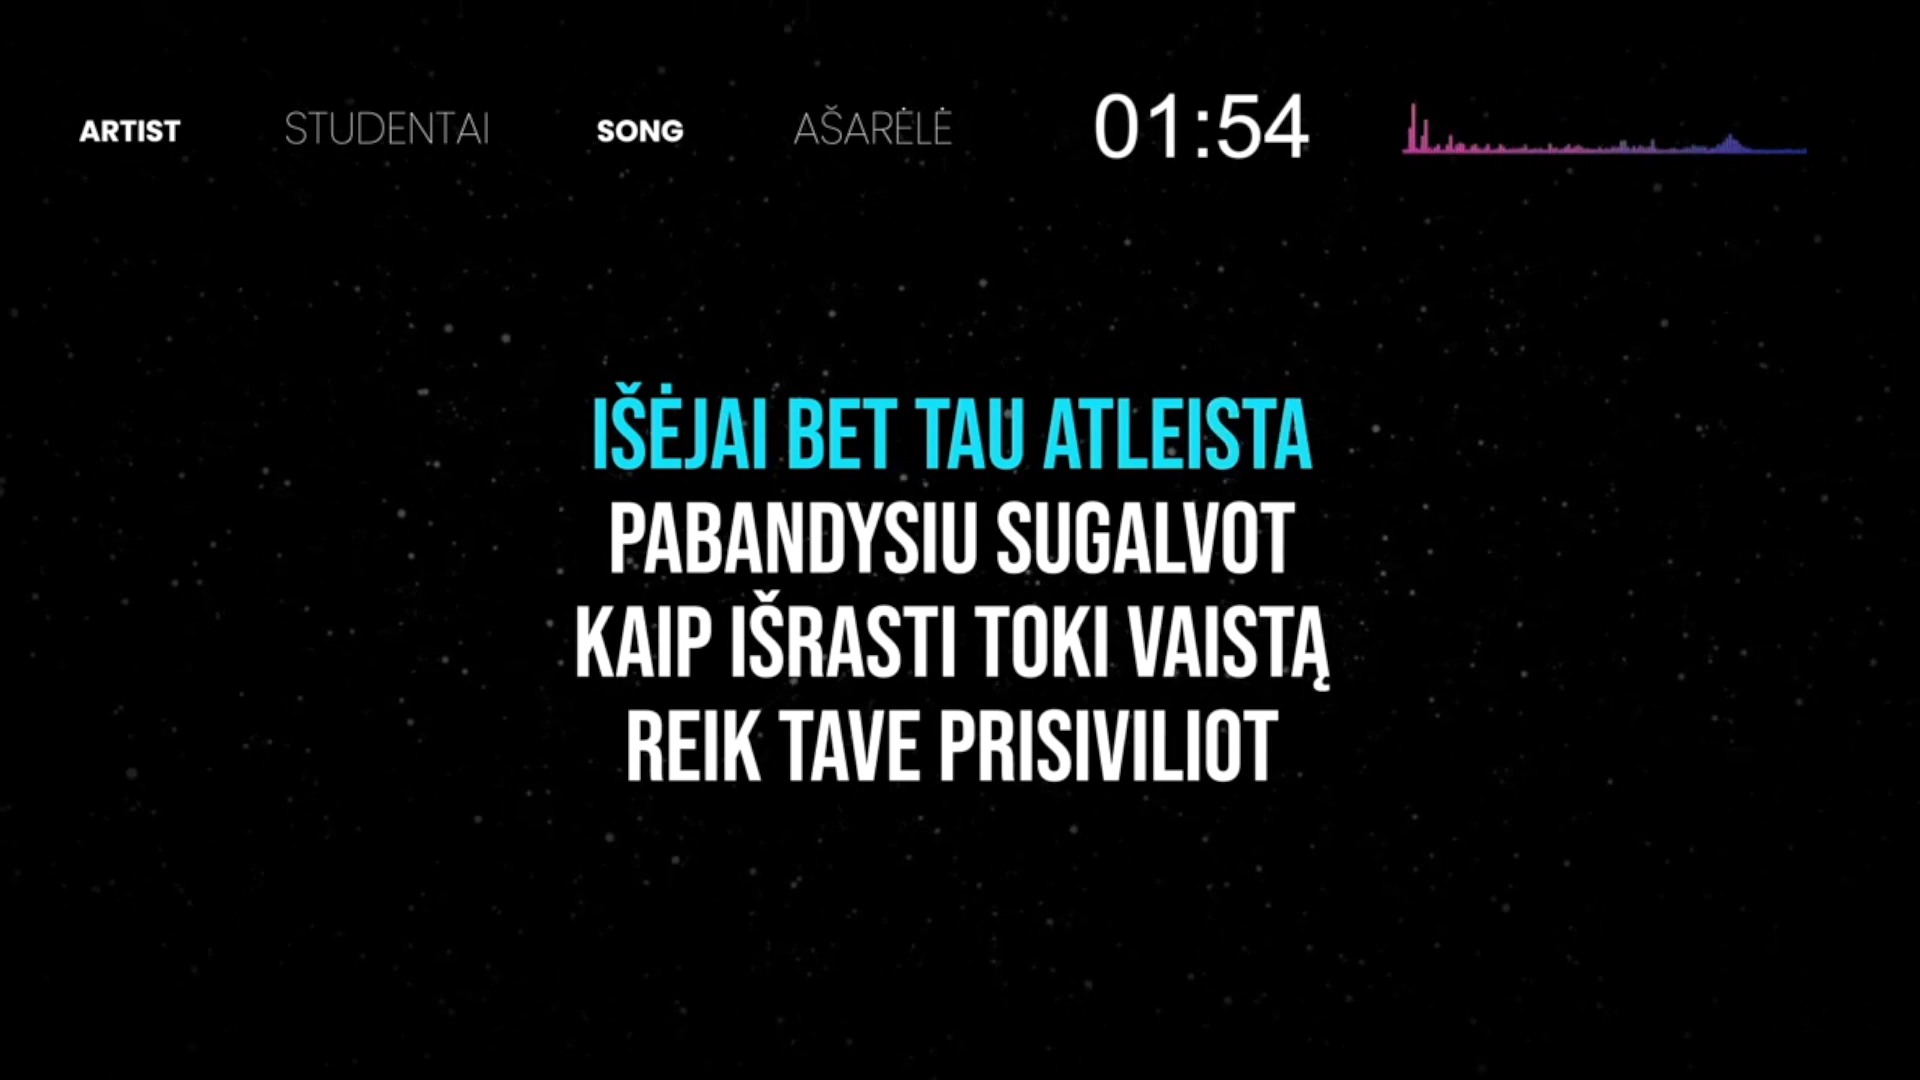 ARTIST STUDENTAI SONG AŠARĖLĖ 01:54
IŠĖJAI BET TAU ATLEISTA
PABANDYSIU SUGALVOT
KAIP IŠRASTI TOKI VAISTĄ
REIK TAVE PRISIVILIOT